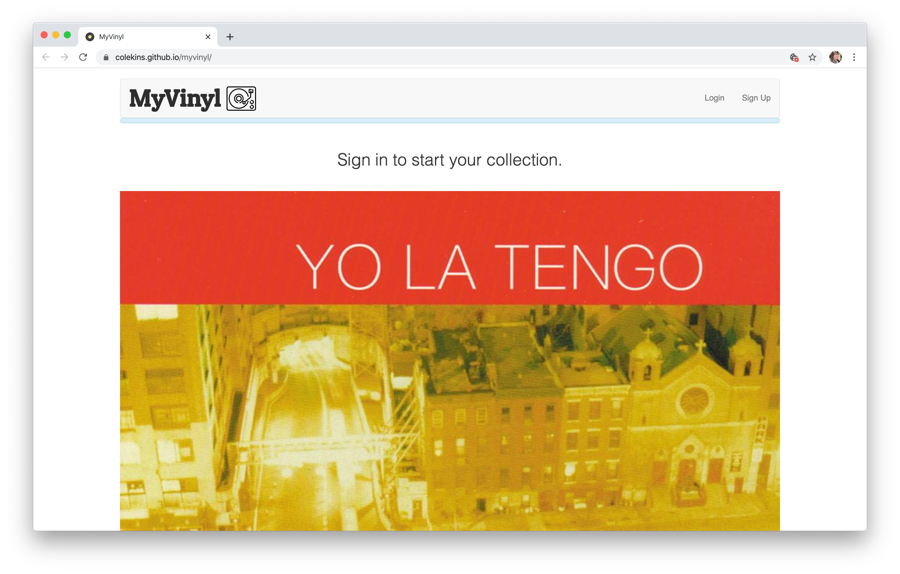 MyVinyl
colekins.github.io/myvinyl/
MyVinyl
Login Sign Up
Sign in to start your collection.
YO LA TENGO